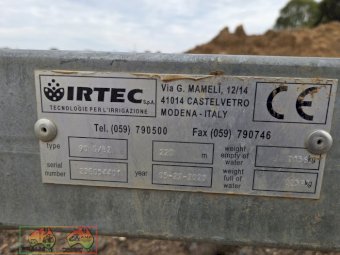 IRTEC S.p.A.
TECNOLOGIE PER L'IRRIGAZIONE
Via G. MAMELI, 12/14
41014 CASTELVETRO
MODENA - ITALY
CE
Tel. (059) 790500 Fax (059) 790746
type m weight empty of water kg
serial number year weight full of water kg